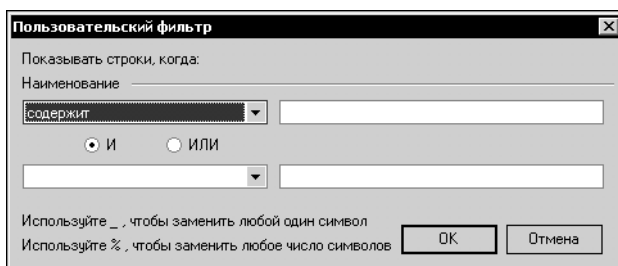 Пользовательский фильтр
Показывать строки, когда:
Наименование
содержит
И ИЛИ
Используйте _ , чтобы заменить любой один символ
Используйте % , чтобы заменить любое число символов
OK Отмена